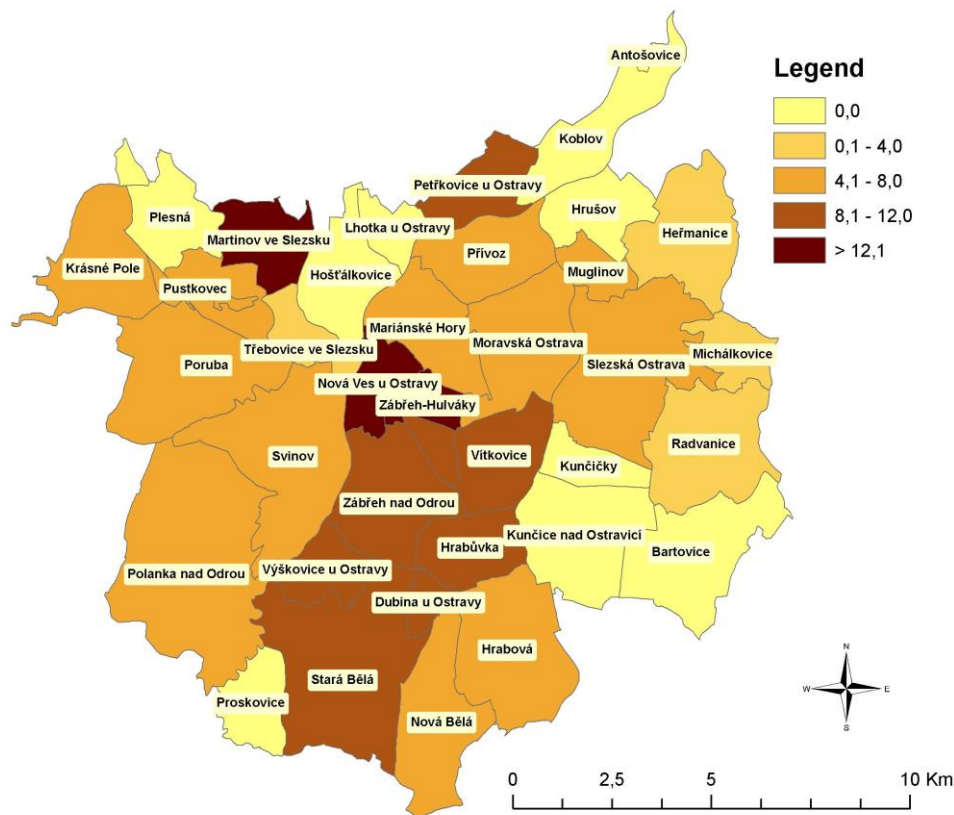 Antošovice
Legend
0,0
0,1 - 4,0
4,1 - 8,0
8,1 - 12,0
> 12,1
Koblov
Petřkovice u Ostravy
Hrušov
Plesná
Lhotka u Ostravy
Heřmanice
Martinov ve Slezsku
Přívoz
Krásné Pole
Hošťálkovice
Muglinov
Pustkovec
Mariánské Hory
Třebovice ve Slezsku
Moravská Ostrava
Michálkovice
Poruba
Slezská Ostrava
Nová Ves u Ostravy
Zábřeh-Hulváky
Radvanice
Svinov
Vítkovice
Kunčičky
Zábřeh nad Odrou
Kunčice nad Ostravicí
Hrabůvka
Bartovice
Polanka nad Odrou
Výškovice u Ostravy
Dubina u Ostravy
Hrabová
Stará Bělá
Proskovice
Nová Bělá
N
W
E
S
0 2,5 5 10 Km